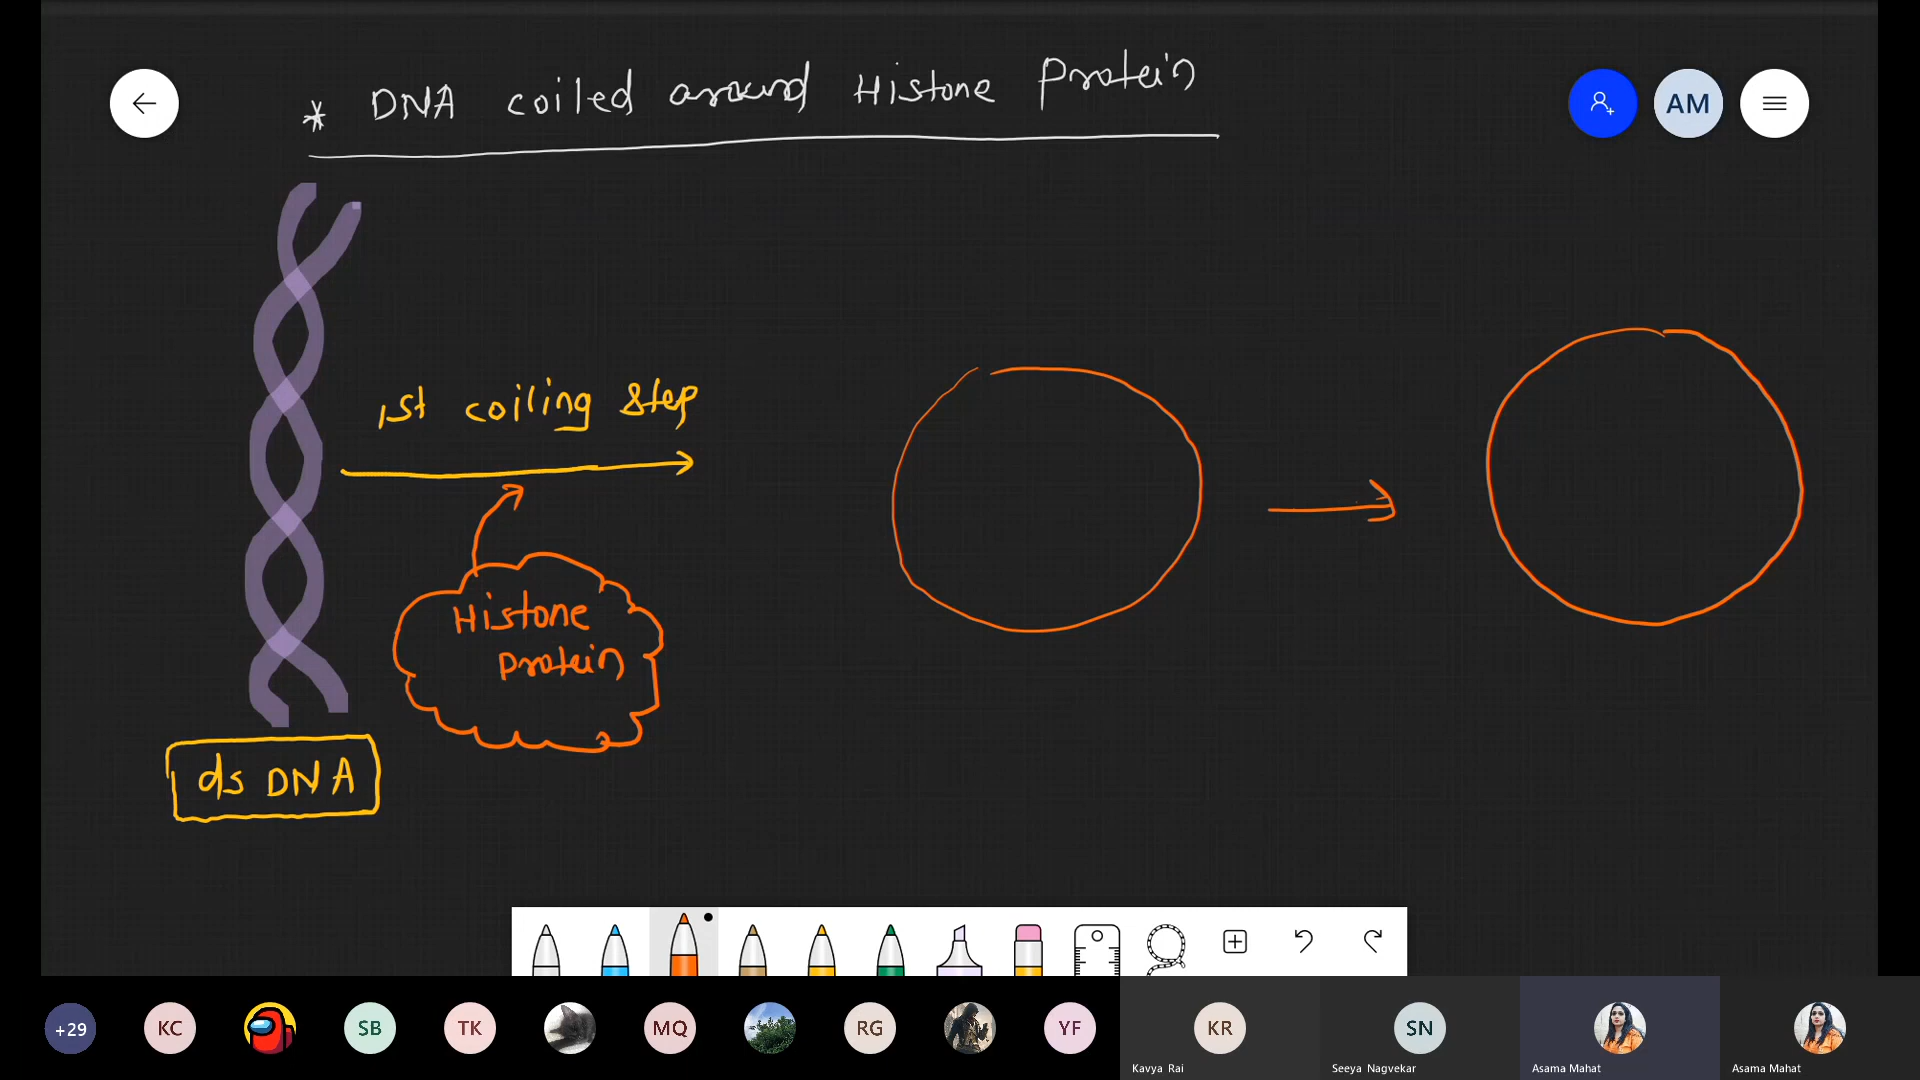 * DNA coiled around Histone Protein
AM
1st coiling step
Histone
protein
ds DNA
+29
KC
SB
TK
MQ
RG
YF
KR
SN
Kavya Rai
Seeya Nagvekar
Asama Mahat
Asama Mahat